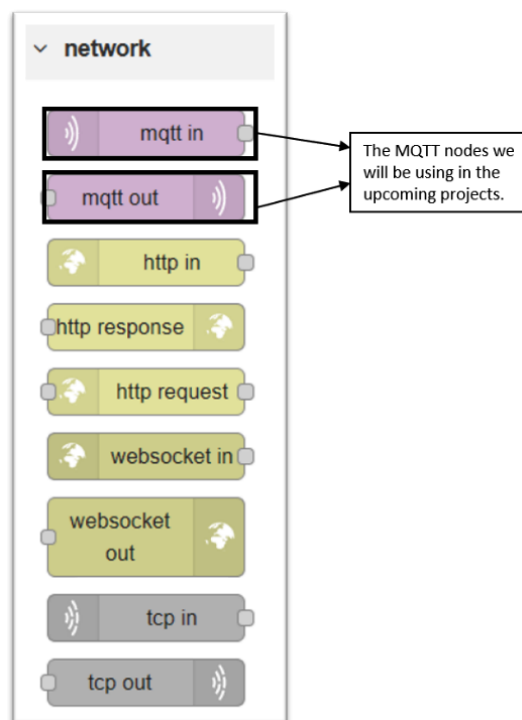 network
mqtt in
mqtt out
The MQTT nodes we
will be using in the
upcoming projects.
http in
http response
http request
websocket in
websocket
out
tcp in
tcp out